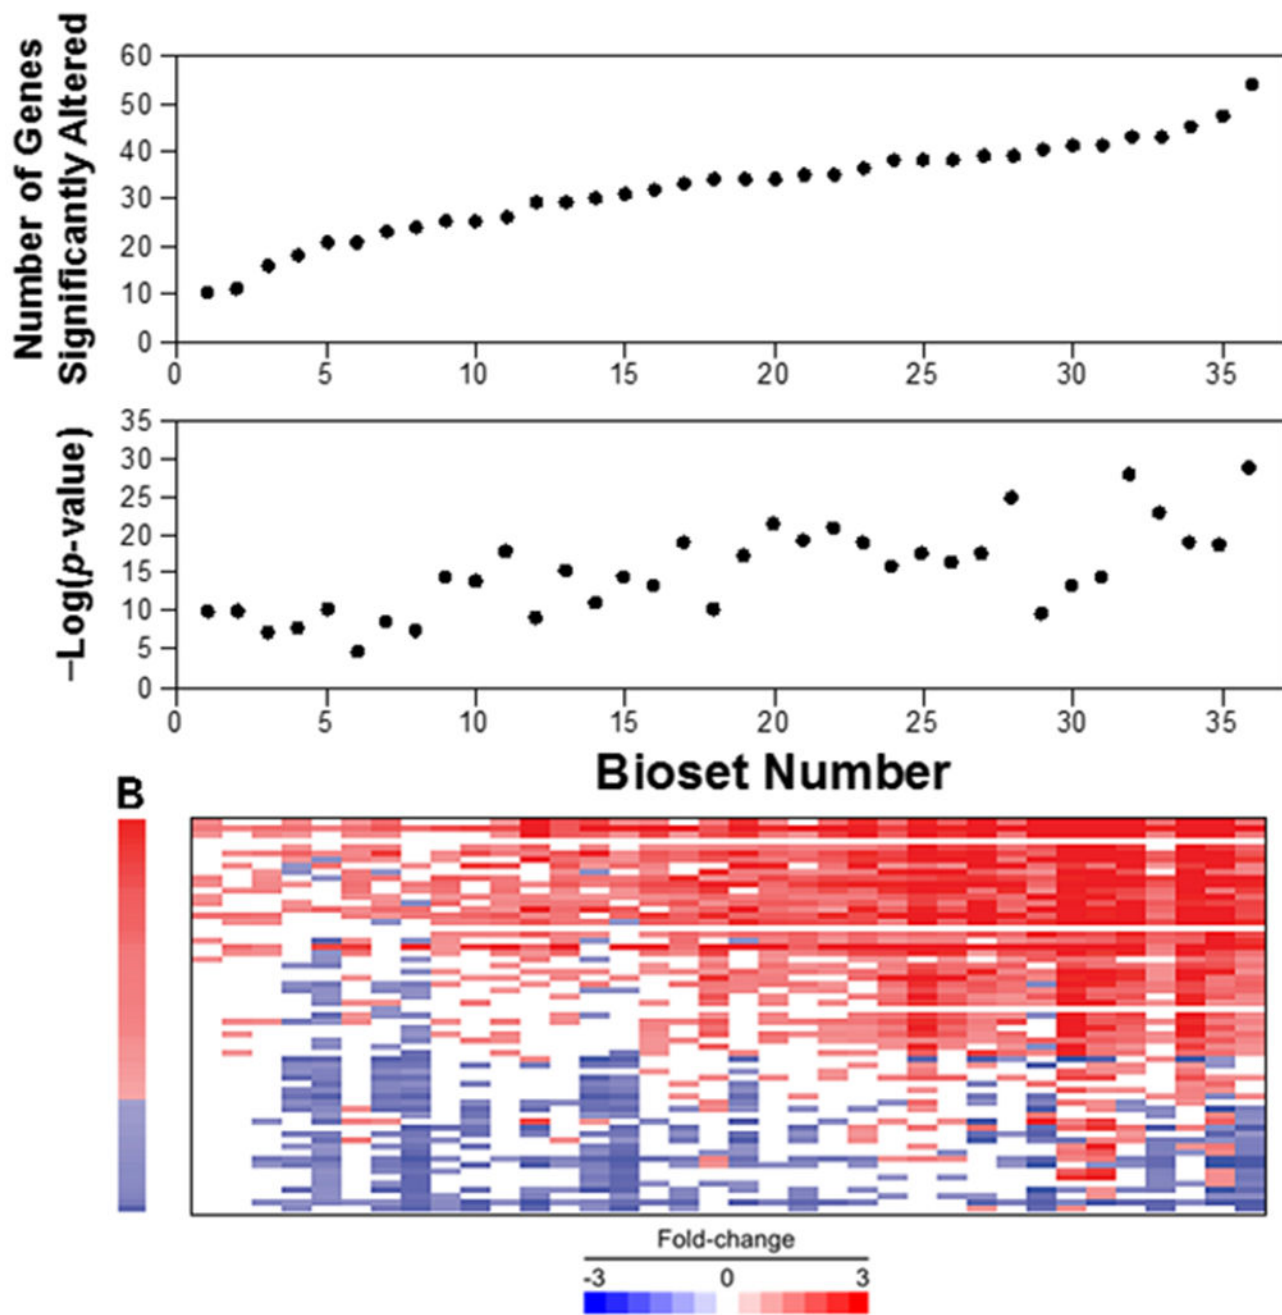 Number of Genes
Significantly Altered
60
50
40
30
20
10
0
0 5 10 15 20 25 30 35
–Log(p-value)
35
30
25
20
15
10
5
0
0 5 10 15 20 25 30 35
Bioset Number
B
Fold-change
-3 0 3